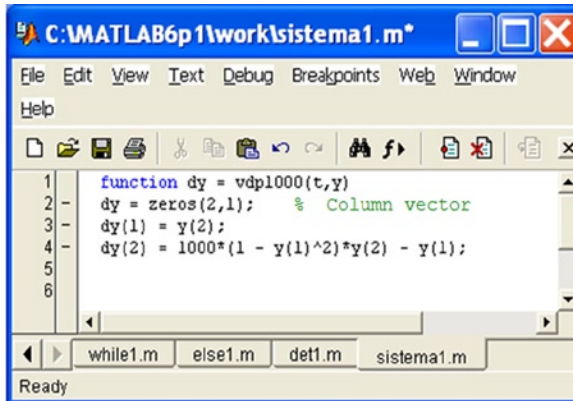 C:\MATLAB6p1\work\sistema1.m*
File Edit View Text Debug Breakpoints Web Window
Help
1 function dy = vdp1000(t,y)
2 - dy = zeros(2,1); % Column vector
3 - dy(1) = y(2);
4 - dy(2) = 1000*(1 - y(1)^2)*y(2) - y(1);
5
6
while1.m else1.m det1.m sistema1.m
Ready